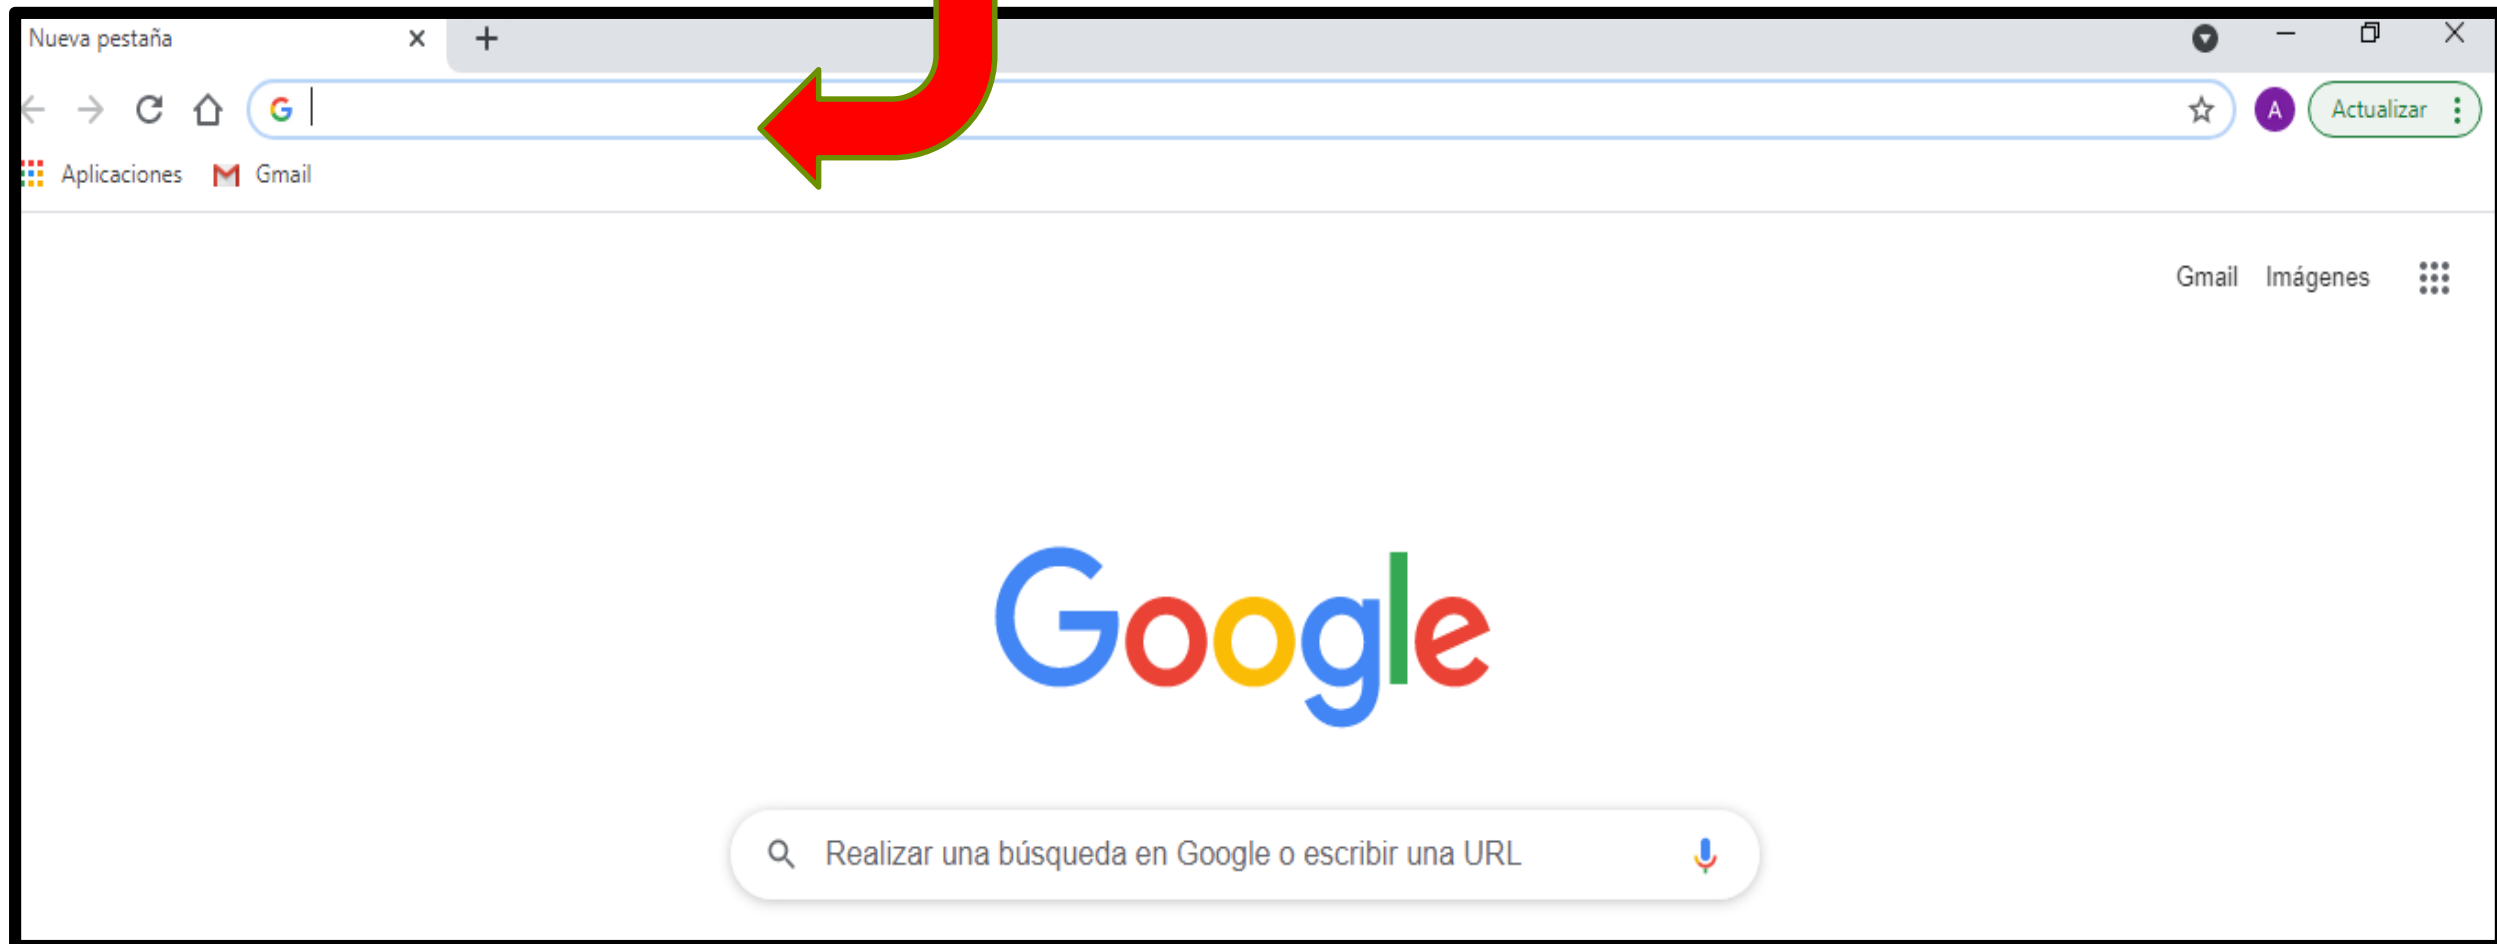 Nueva pestaña
G
A
Actualizar
Aplicaciones
Gmail
Gmail Imágenes
Google
Realizar una búsqueda en Google o escribir una URL